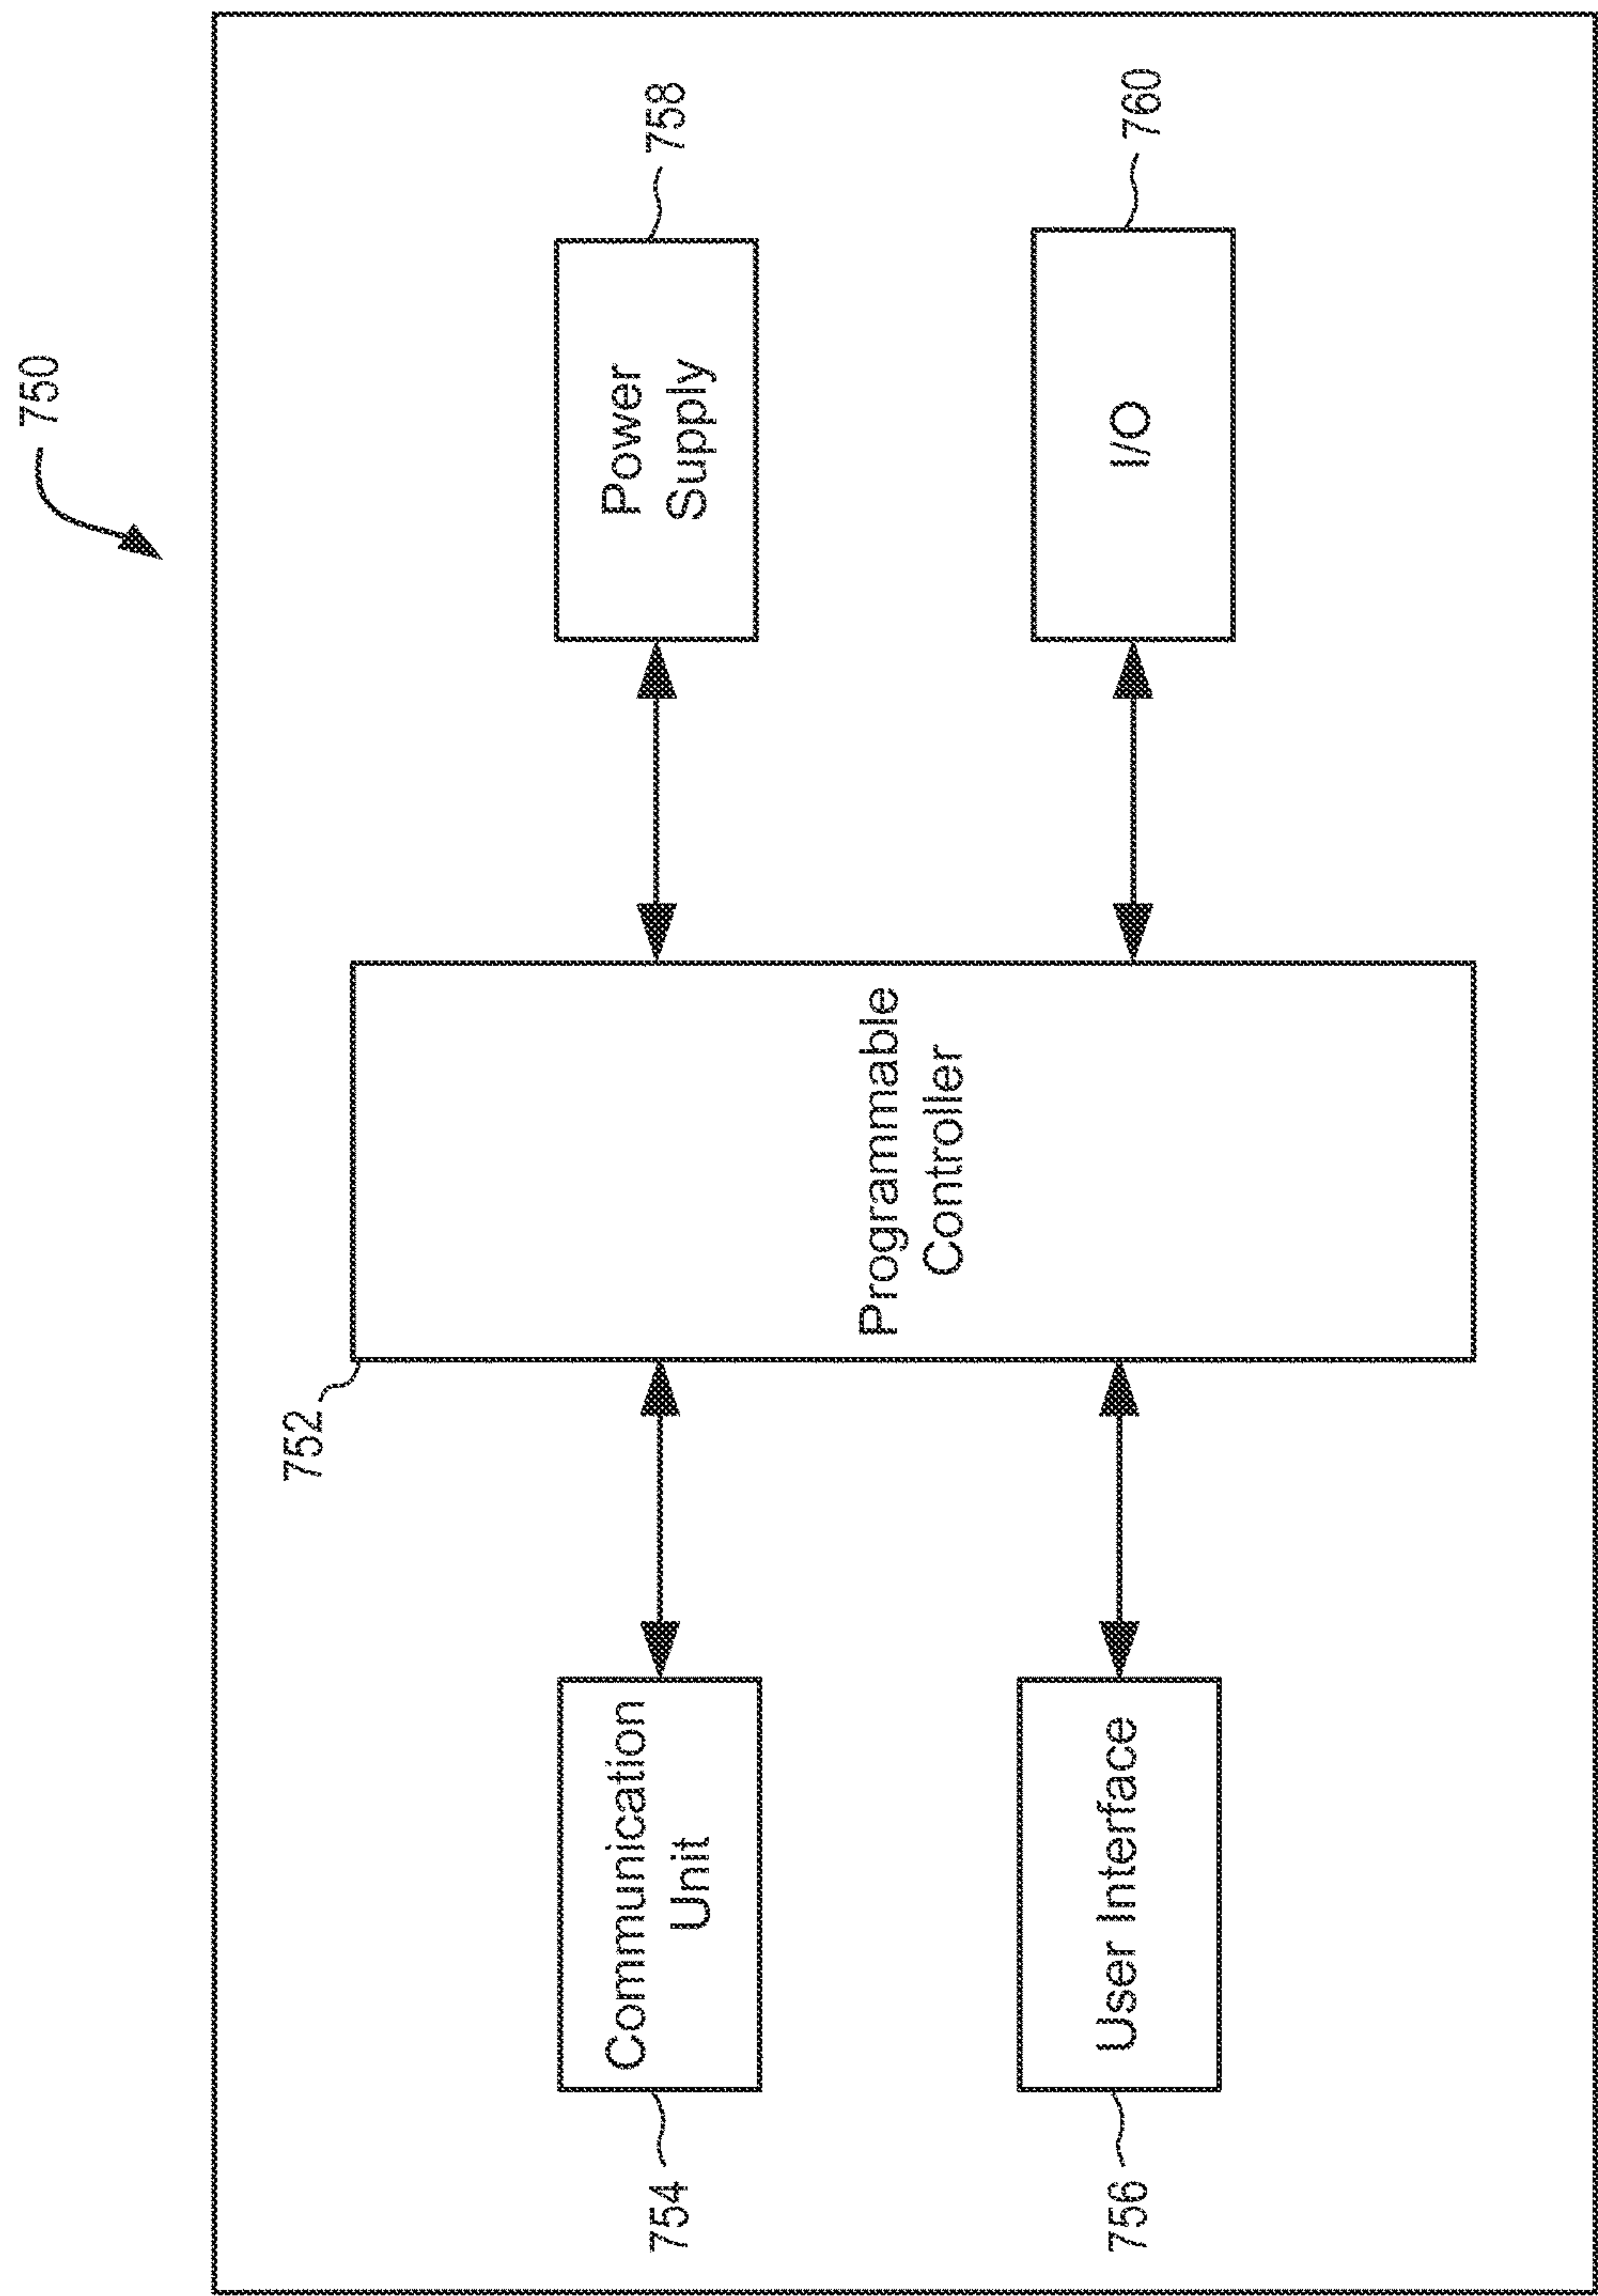 750
752
754
Communication
Unit
Programmable
Controller
Power
Supply
758
756
User Interface
I/O
760